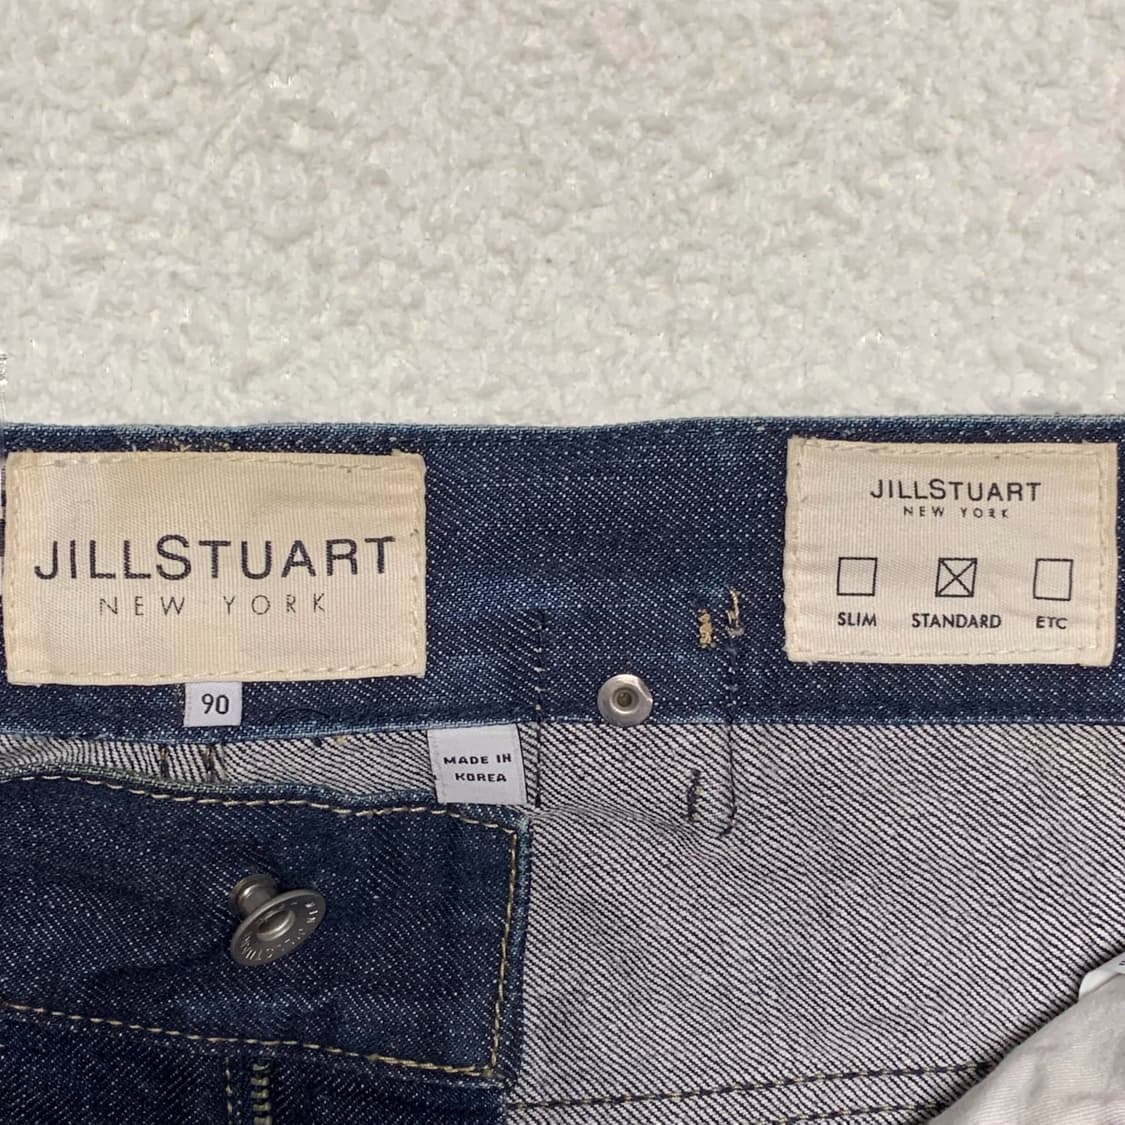 JILLSTUART
NEW YORK
90
MADE IN
KOREA
JILLSTUART
NEW YORK
SLIM STANDARD ETC